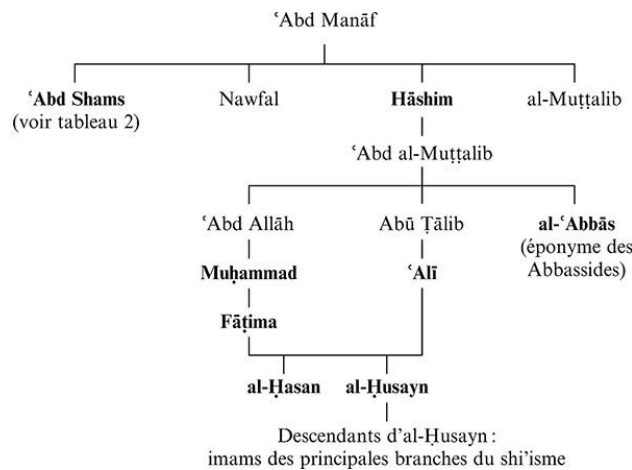 ʿAbd Manāf
ʿAbd Shams Nawfal Hāshim al-Muṭṭalib
(voir tableau 2)
ʿAbd al-Muṭṭalib
ʿAbd Allāh Abū Ṭālib al-ʿAbbās
(éponyme des
Muḥammad ʿAlī Abbassides)
Fāṭima
al-Ḥasan al-Ḥusayn
Descendants d'al-Ḥusayn :
imams des principales branches du shi'isme